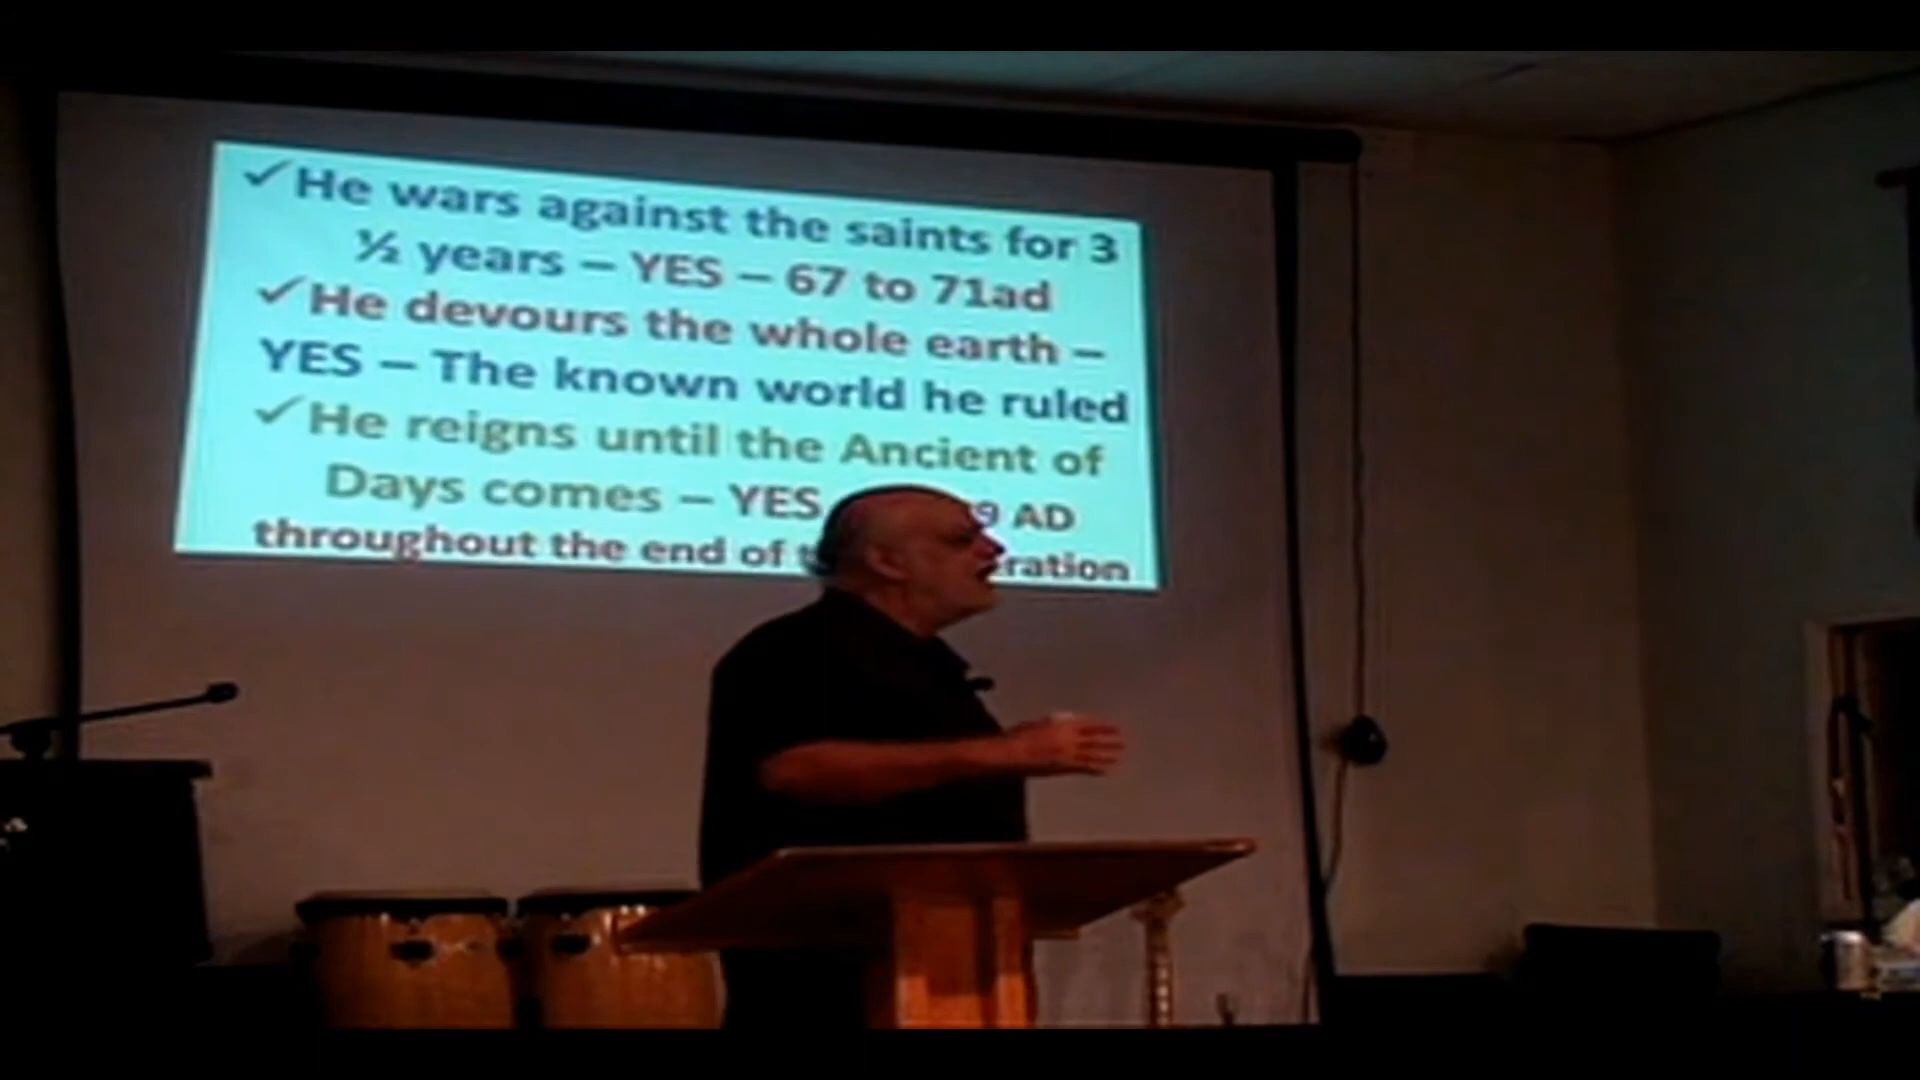 ✓He wars against the saints for 3
½ years – YES – 67 to 71ad
✓He devours the whole earth –
YES – The known world he ruled
✓He reigns until the Ancient of
Days comes – YES AD
throughout the end of